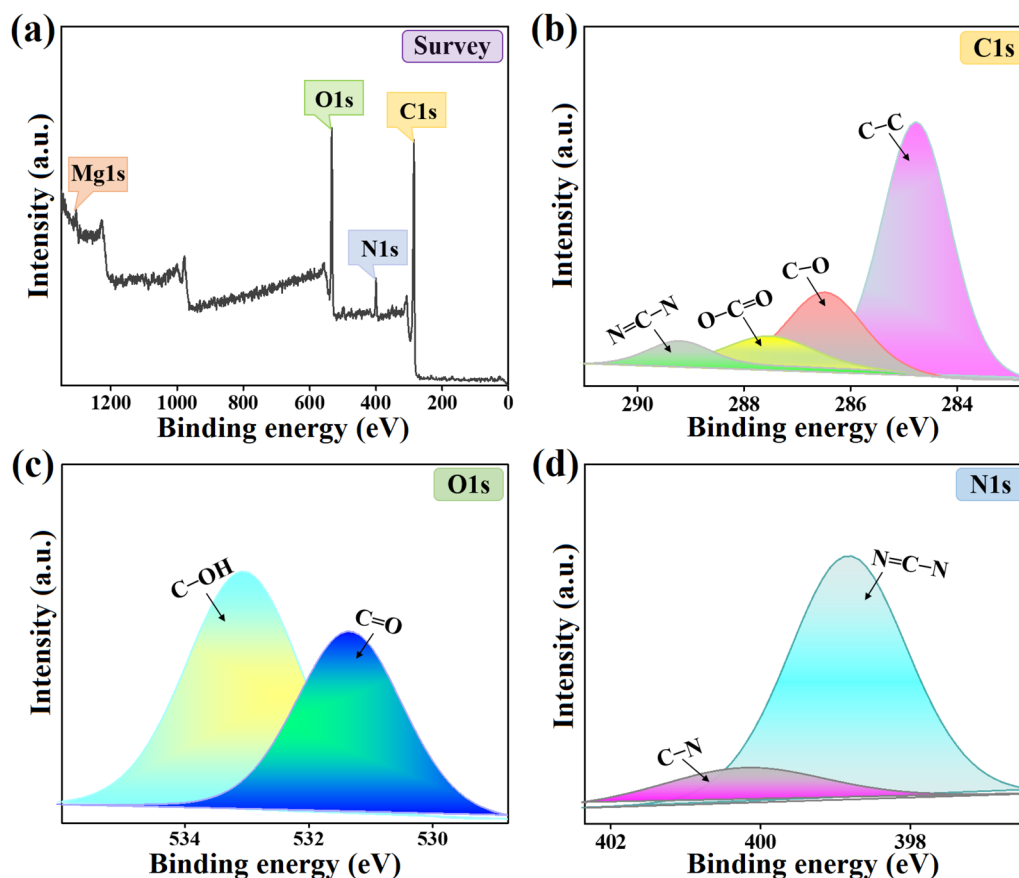 (a)
Survey
O1s
C1s
Mg1s
N1s
Intensity (a.u.)
1200 1000 800 600 400 200 0
Binding energy (eV)
(b)
C1s
C–C
C–O
O–C=O
N=C–N
Intensity (a.u.)
290 288 286 284
Binding energy (eV)
(c)
O1s
C–OH
C=O
Intensity (a.u.)
534 532 530
Binding energy (eV)
(d)
N1s
N=C–N
C–N
Intensity (a.u.)
402 400 398
Binding energy (eV)